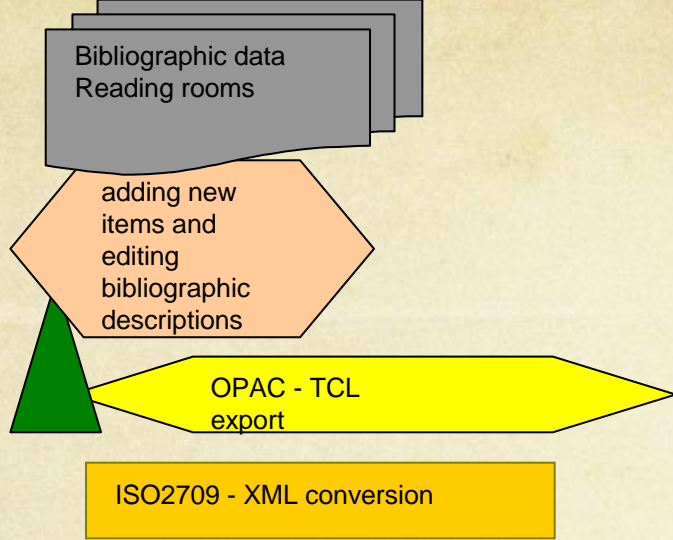 Bibliographic data
Reading rooms
adding new
items and
editing
bibliographic
descriptions
OPAC - TCL
export
ISO2709 - XML conversion